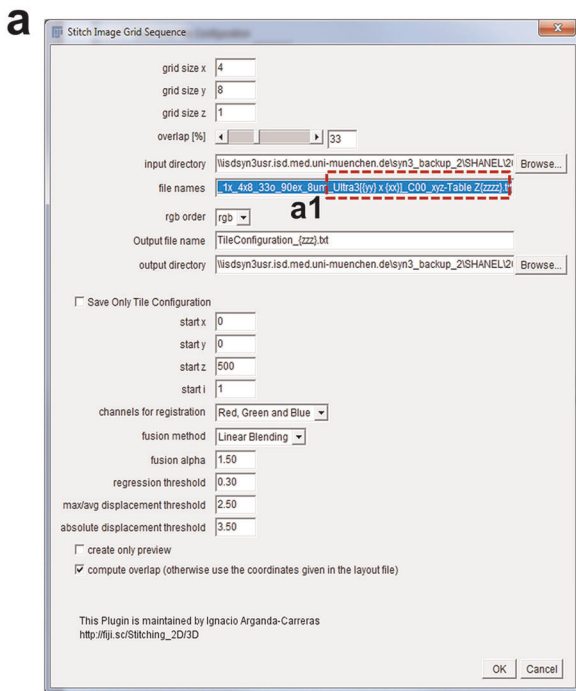 a
Stitch Image Grid Sequence
grid size x 4
grid size y 8
grid size z 1
overlap [%] 33
input directory \\isdsyn3usr.isd.med.uni-muenchen.de\syn3_backup_2\SHANEL\2 Browse...
file names _1x_4x8_33o_90ex_8um_Ultra3[{yy} x {xx}]_C00_xyz-Table Z{zzzz}.t
a1
rgb order rgb
Output file name TileConfiguration_{zzz}.txt
output directory \\isdsyn3usr.isd.med.uni-muenchen.de\syn3_backup_2\SHANEL\2 Browse...
Save Only Tile Configuration
start x 0
start y 0
start z 500
start i 1
channels for registration Red, Green and Blue
fusion method Linear Blending
fusion alpha 1.50
regression threshold 0.30
max/avg displacement threshold 2.50
absolute displacement threshold 3.50
create only preview
compute overlap (otherwise use the coordinates given in the layout file)
This Plugin is maintained by Ignacio Arganda-Carreras
http://fiji.sc/Stitching_2D/3D
OK Cancel